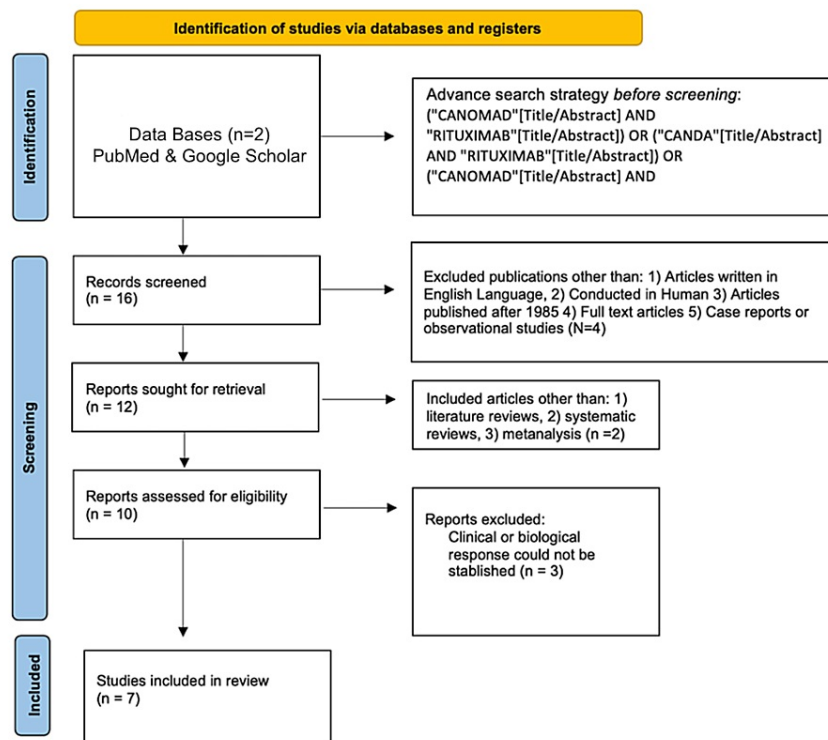 Identification of studies via databases and registers
Identification
Data Bases (n=2)
PubMed & Google Scholar
Advance search strategy before screening:
("CANOMAD"[Title/Abstract] AND
"RITUXIMAB"[Title/Abstract]) OR ("CANDA"[Title/Abstract]
AND "RITUXIMAB"[Title/Abstract]) OR
("CANOMAD"[Title/Abstract] AND
Screening
Records screened
(n = 16)
Excluded publications other than: 1) Articles written in
English Language, 2) Conducted in Human 3) Articles
published after 1985 4) Full text articles 5) Case reports or
observational studies (N=4)
Reports sought for retrieval
(n = 12)
Included articles other than: 1)
literature reviews, 2) systematic
reviews, 3) metanalysis (n =2)
Reports assessed for eligibility
(n = 10)
Reports excluded:
Clinical or biological
response could not be
stablished (n = 3)
Included
Studies included in review
(n = 7)